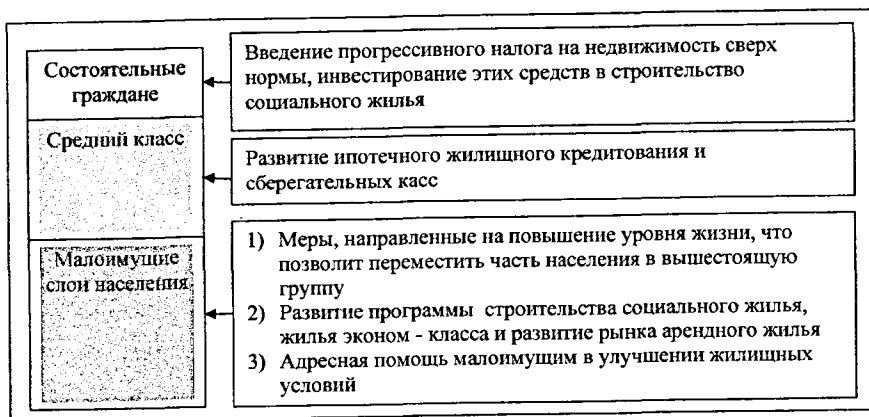 Состоятельные
граждане
Введение прогрессивного налога на недвижимость сверх
нормы, инвестирование этих средств в строительство
социального жилья
Средний класс
Развитие ипотечного жилищного кредитования и
сберегательных касс
Малоимущие
слои населения
1) Меры, направленные на повышение уровня жизни, что
позволит переместить часть населения в вышестоящую
группу
2) Развитие программы строительства социального жилья,
жилья эконом - класса и развитие рынка арендного жилья
3) Адресная помощь малоимущим в улучшении жилищных
условий